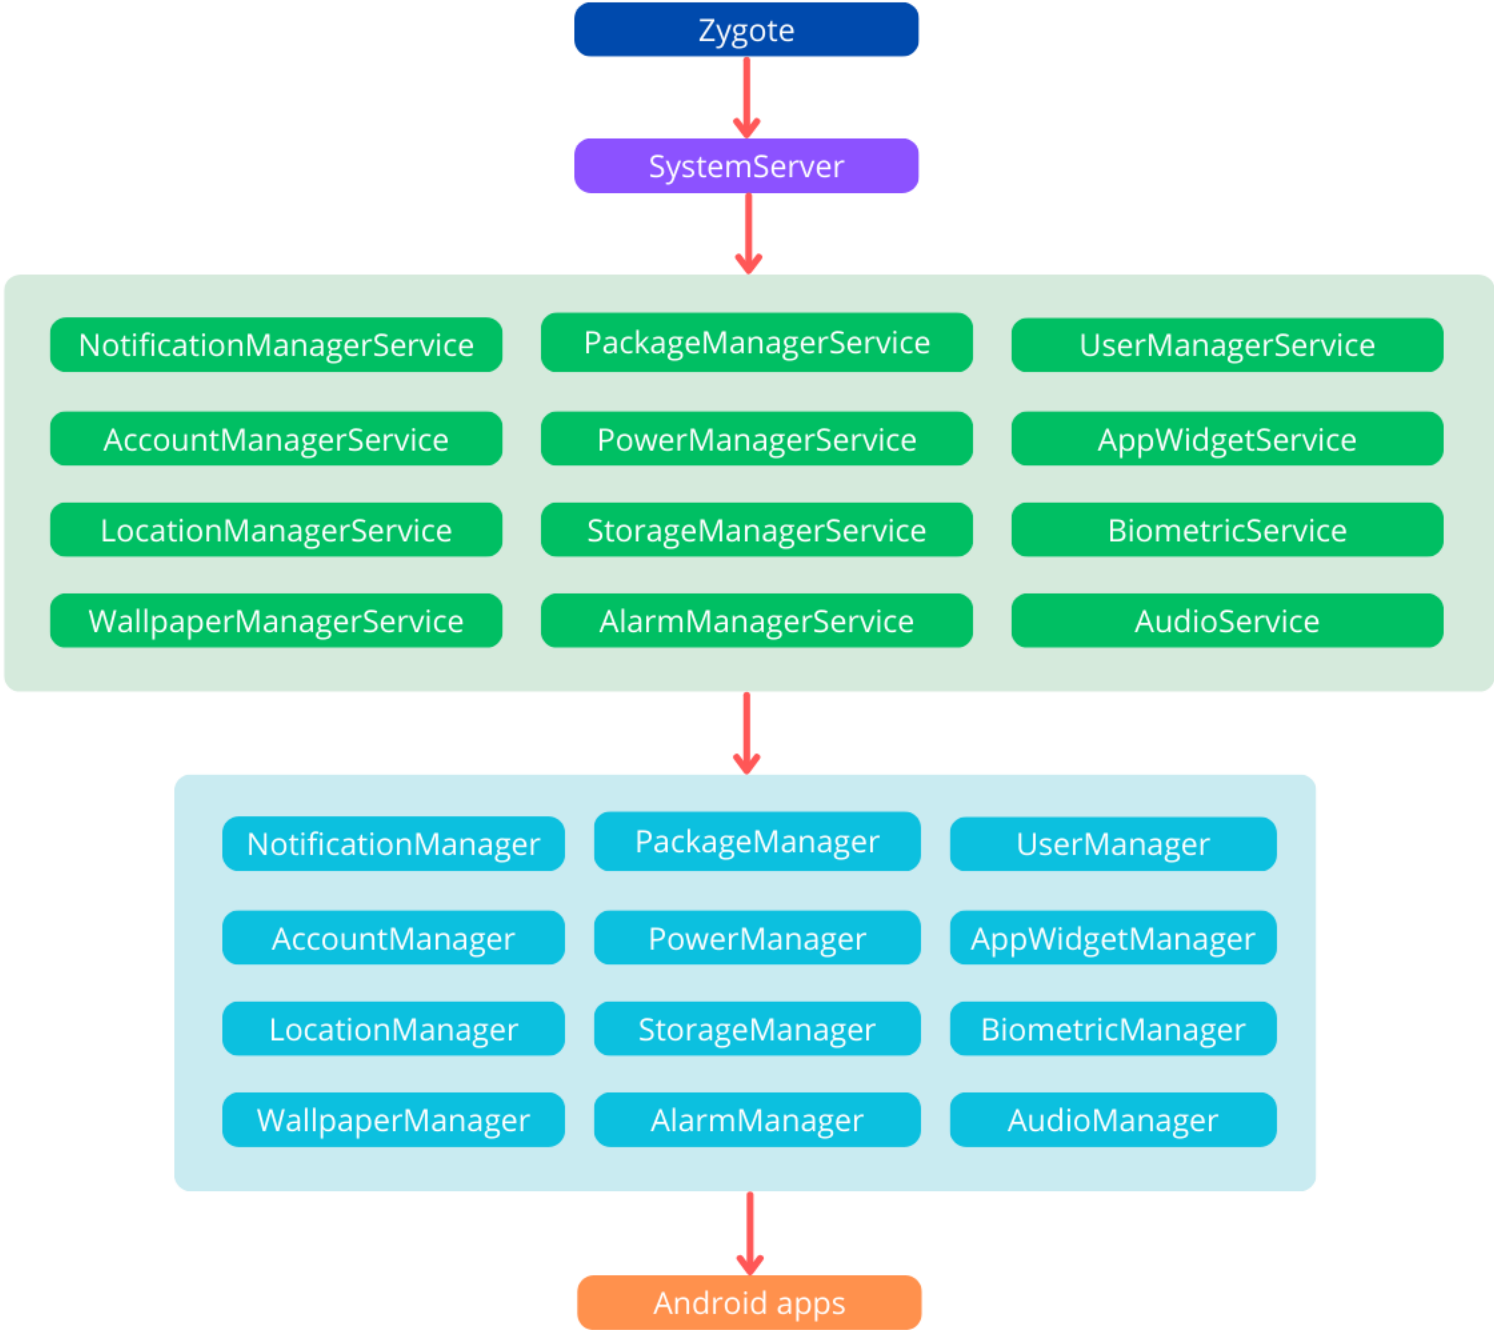 Zygote
SystemServer
NotificationManagerService
PackageManagerService
UserManagerService
AccountManagerService
PowerManagerService
AppWidgetService
LocationManagerService
StorageManagerService
BiometricService
WallpaperManagerService
AlarmManagerService
AudioService
NotificationManager
PackageManager
UserManager
AccountManager
PowerManager
AppWidgetManager
LocationManager
StorageManager
BiometricManager
WallpaperManager
AlarmManager
AudioManager
Android apps